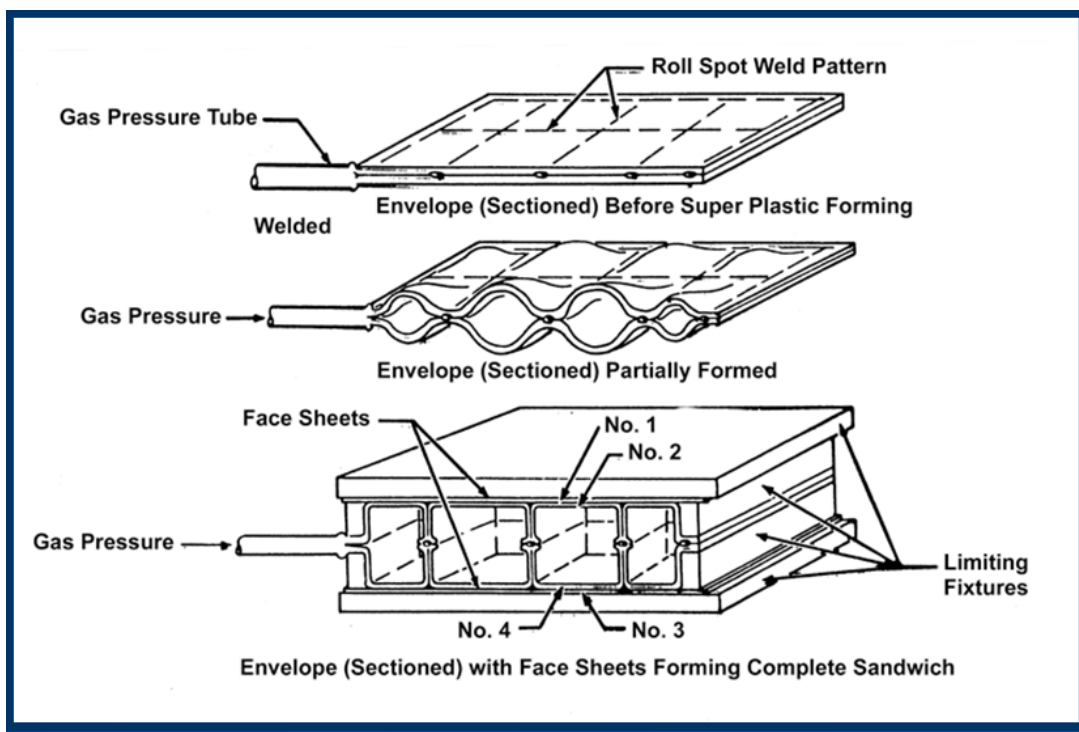 Roll Spot Weld Pattern
Gas Pressure Tube
Envelope (Sectioned) Before Super Plastic Forming
Welded
Gas Pressure
Envelope (Sectioned) Partially Formed
Face Sheets
No. 1
No. 2
Gas Pressure
Limiting
Fixtures
No. 4
No. 3
Envelope (Sectioned) with Face Sheets Forming Complete Sandwich